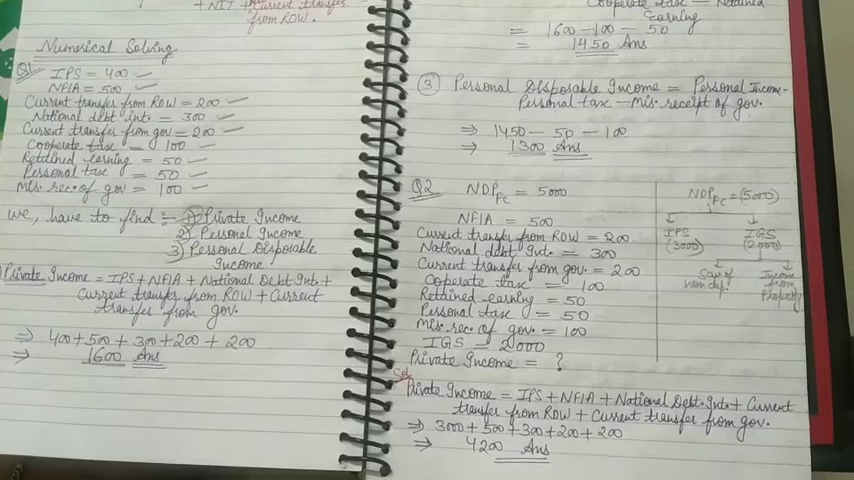 + NIT + Current transfer
from ROW.
Numerical Solving
Q1 IPS = 400
NFIA = 500
Current transfer from ROW = 200
National debt int. = 300
Current transfer from gov = 200
Cooperate tax = 100
Retained earning = 50
Personal tax = 50
Mis. rec. of gov = 100
We, have to find :- 1) Private Income
2) Personal Income
3) Personal Disposable
Income.
Private Income = IPS + NFIA + National Debt Int. +
Current transfer from ROW + Current
transfer from gov.
⇒ 400 + 500 + 300 + 200 + 200
⇒ 1600 Ans
Cooperate tax — Retained
Earning
= 1600 - 100 - 50
= 1450 Ans
③ Personal Disposable Income = Personal Income -
Personal tax - Mis. receipt of gov.
⇒ 1450 - 50 - 100
⇒ 1300 Ans
Q2 NDPFC = 5000
NFIA = 500
Current transfer from ROW = 200
National debt Int. = 300
Current transfer from gov. = 200
Coperate tax = 100
Retained earning = 50
Personal tax = 50
Mis. rec. of gov = 100
IGS = 2000
Private Income = ?
NDPFC = (5000)
IPS IGS
(3000) (2000)
Sav. of Income
non dep. from
Property
Sol.
Private Income = IPS + NFIA + National Debt. Int. + Current
transfer from ROW + Current transfer from gov.
⇒ 3000 + 500 + 300 + 200 + 200
⇒ 4200 Ans